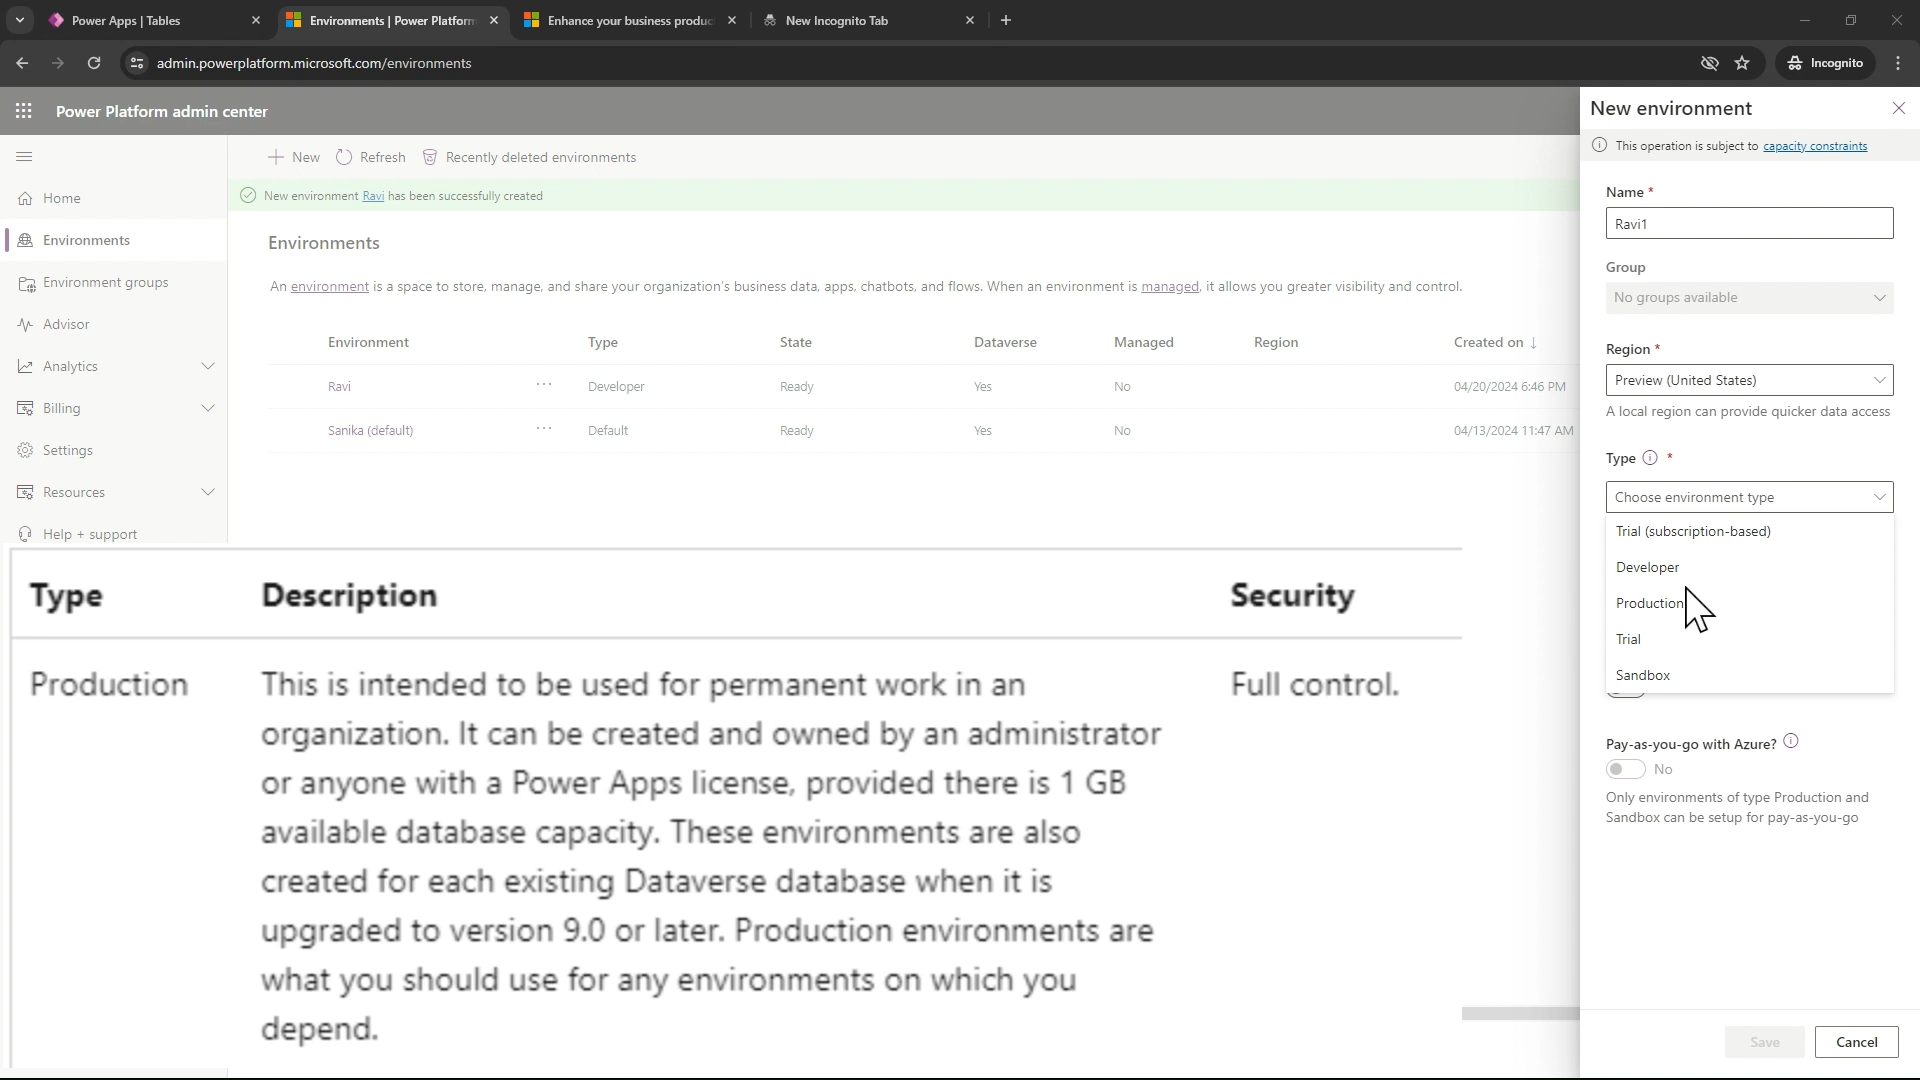 Power Apps | Tables
Environments | Power Platform
Enhance your business produc
New Incognito Tab
admin.powerplatform.microsoft.com/environments
Incognito
Power Platform admin center
New
Refresh
Recently deleted environments
New environment Ravi has been successfully created
Home
Environments
Environment groups
Advisor
Analytics
Billing
Settings
Resources
Help + support
Environments
An environment is a space to store, manage, and share your organization's business data, apps, chatbots, and flows. When an environment is managed, it allows you greater visibility and control.
Environment Type State Dataverse Managed Region Created on ↓
Ravi ··· Developer Ready Yes No 04/20/2024 6:46 PM
Sanika (default) ··· Default Ready Yes No 04/13/2024 11:47 AM
Type Description Security
Production This is intended to be used for permanent work in an Full control.
organization. It can be created and owned by an administrator
or anyone with a Power Apps license, provided there is 1 GB
available database capacity. These environments are also
created for each existing Dataverse database when it is
upgraded to version 9.0 or later. Production environments are
what you should use for any environments on which you
depend.
New environment
This operation is subject to capacity constraints
Name *
Ravi1
Group
No groups available
Region *
Preview (United States)
A local region can provide quicker data access
Type *
Choose environment type
Trial (subscription-based)
Developer
Production
Trial
Sandbox
Pay-as-you-go with Azure?
No
Only environments of type Production and
Sandbox can be setup for pay-as-you-go
Save Cancel